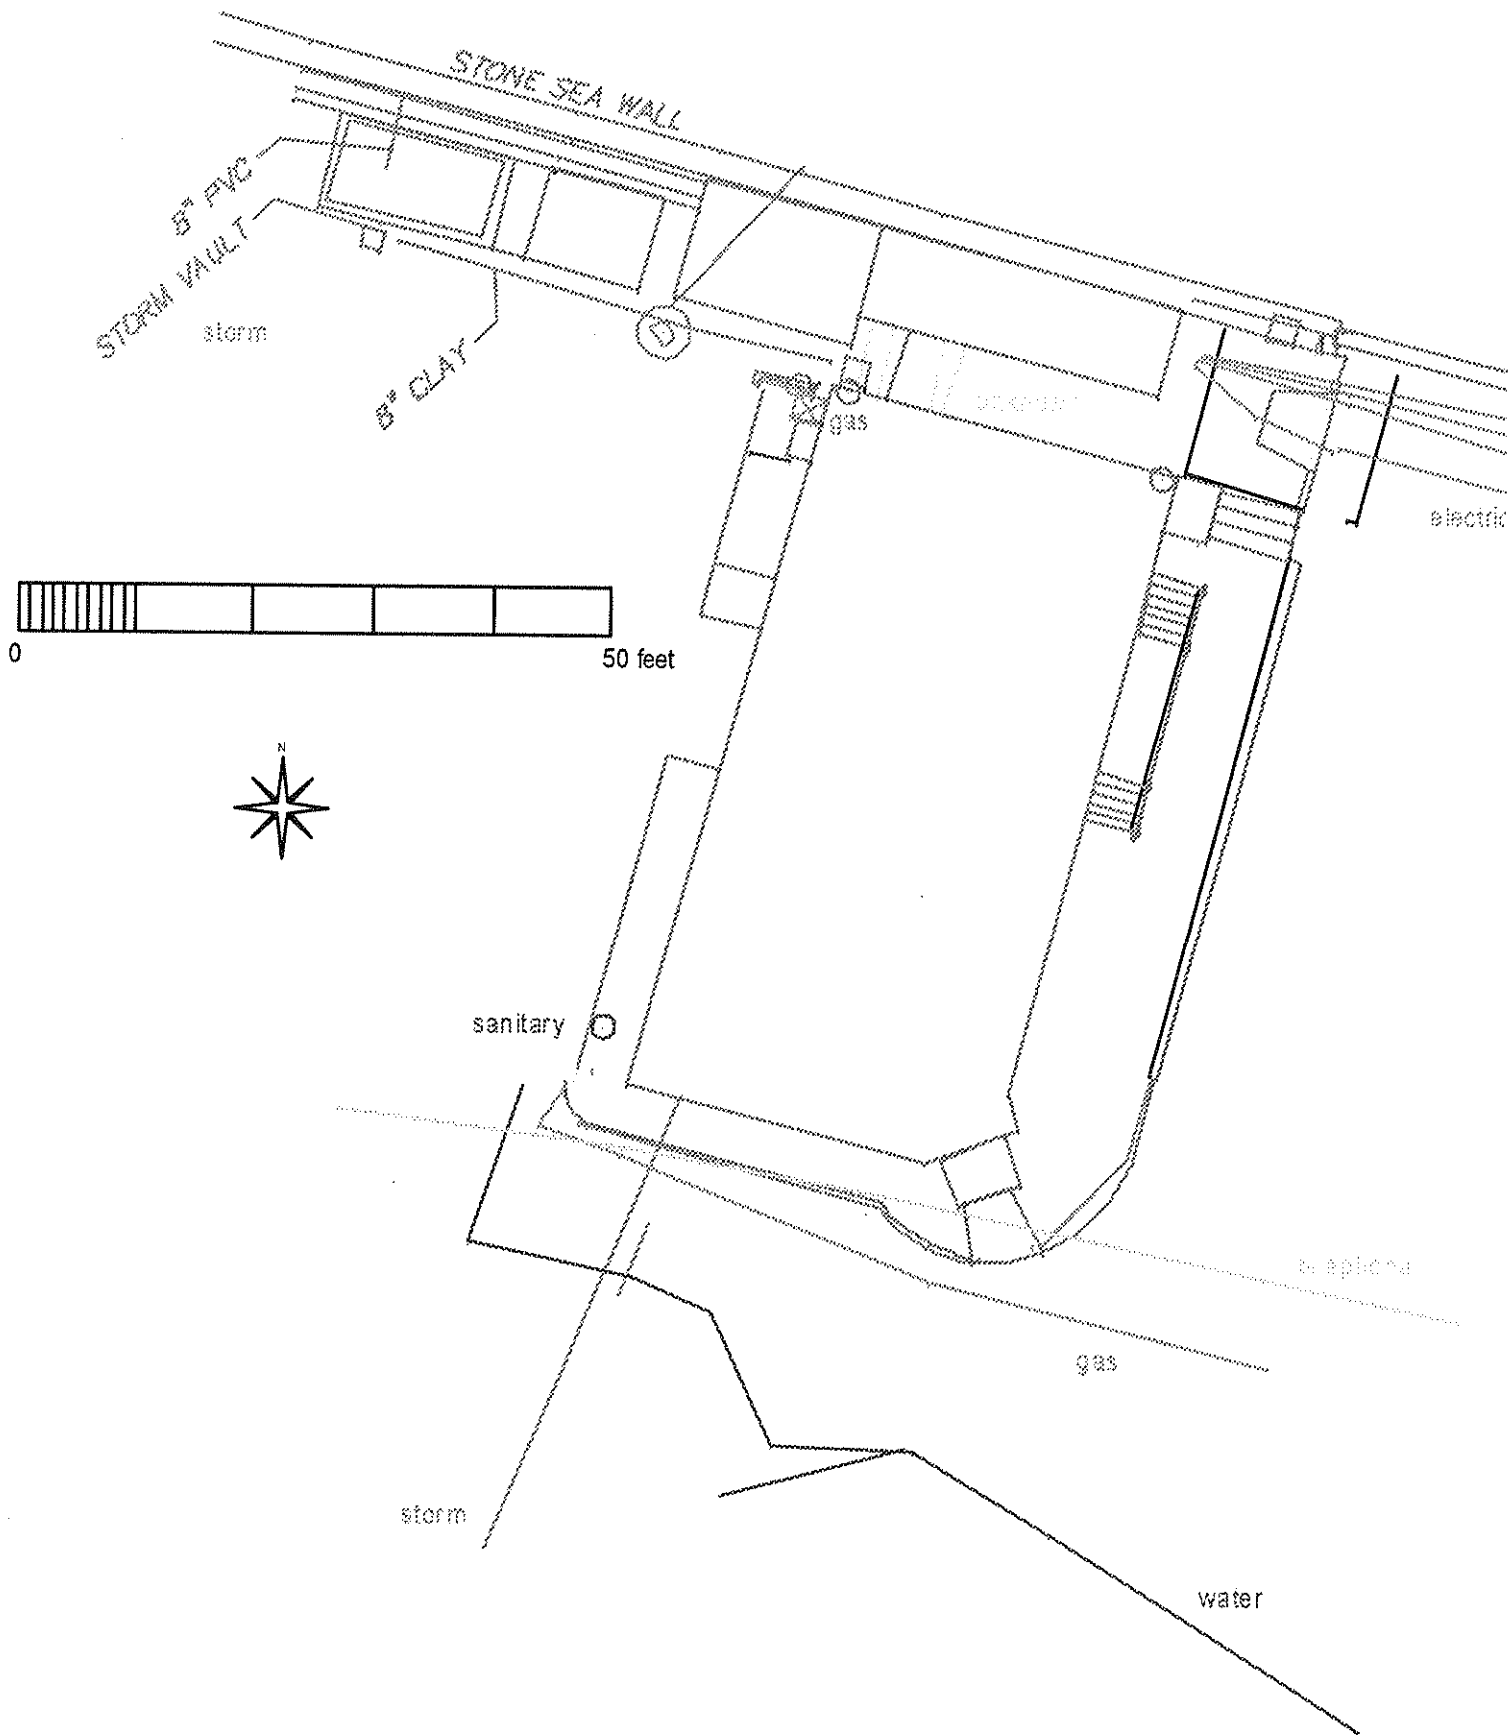 STONE SEA WALL
8" PVC
STORM VAULT
storm
8" CLAY
D
gas
electric
0
50 feet
N
sanitary
gas
storm
water